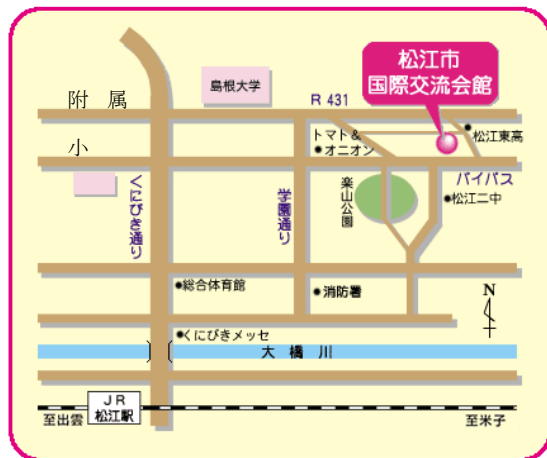 松江市
国際交流会館
島根大学
附 属
小
R 431
トマト&
オニオン
松江東高
バイパス
松江二中
くにびき通り
学園通り
楽山公園
総合体育館
消防署
N
くにびきメッセ
大 橋 川
JR
松江駅
至出雲
至米子